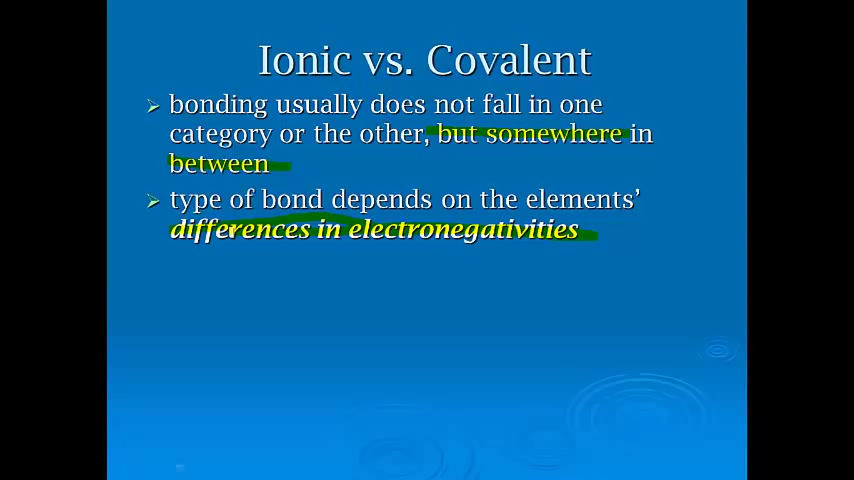 Ionic vs. Covalent
bonding usually does not fall in one
category or the other, but somewhere in
between
type of bond depends on the elements’
differences in electronegativities